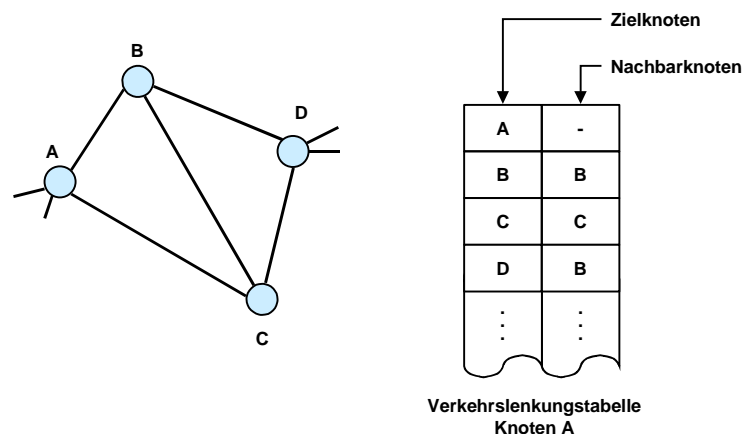 Zielknoten
Nachbarknoten
B
D
A
C
A -
B B
C C
D B
Verkehrslenkungstabelle
Knoten A